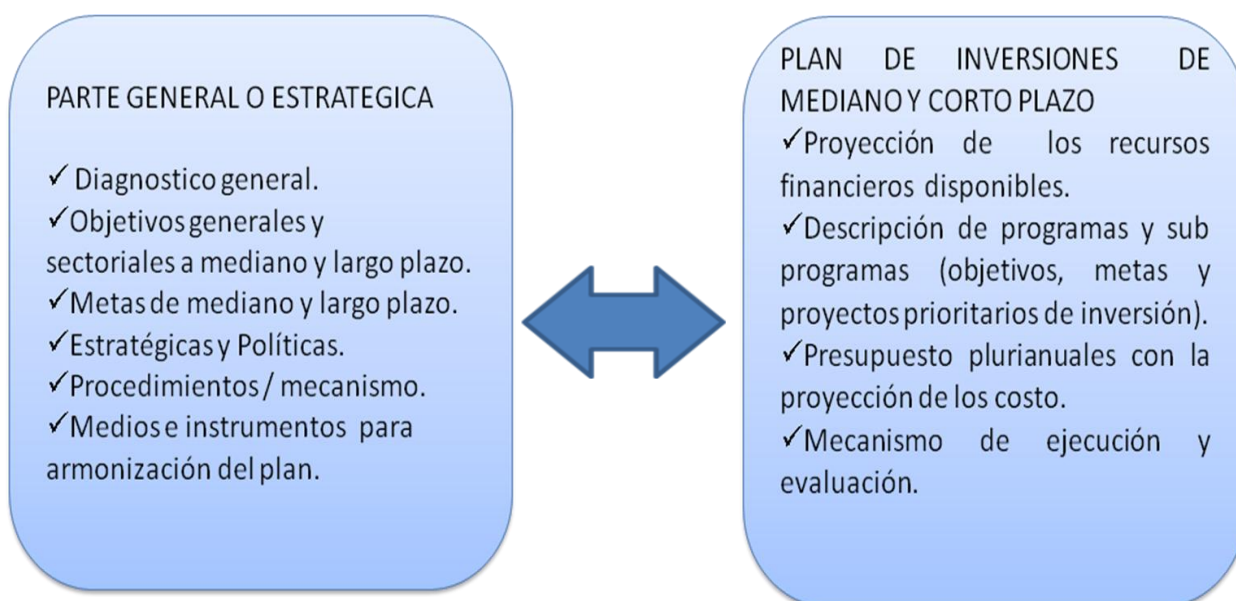 PARTE GENERAL O ESTRATEGICA
✓ Diagnostico general.
✓Objetivos generales y
sectoriales a mediano y largo plazo.
✓Metas de mediano y largo plazo.
✓Estratégicas y Políticas.
✓Procedimientos / mecanismo.
✓Medios e instrumentos para
armonización del plan.
PLAN DE INVERSIONES DE
MEDIANO Y CORTO PLAZO
✓Proyección de los recursos
financieros disponibles.
✓Descripción de programas y sub
programas (objetivos, metas y
proyectos prioritarios de inversión).
✓Presupuesto plurianuales con la
proyección de los costo.
✓Mecanismo de ejecución y
evaluación.